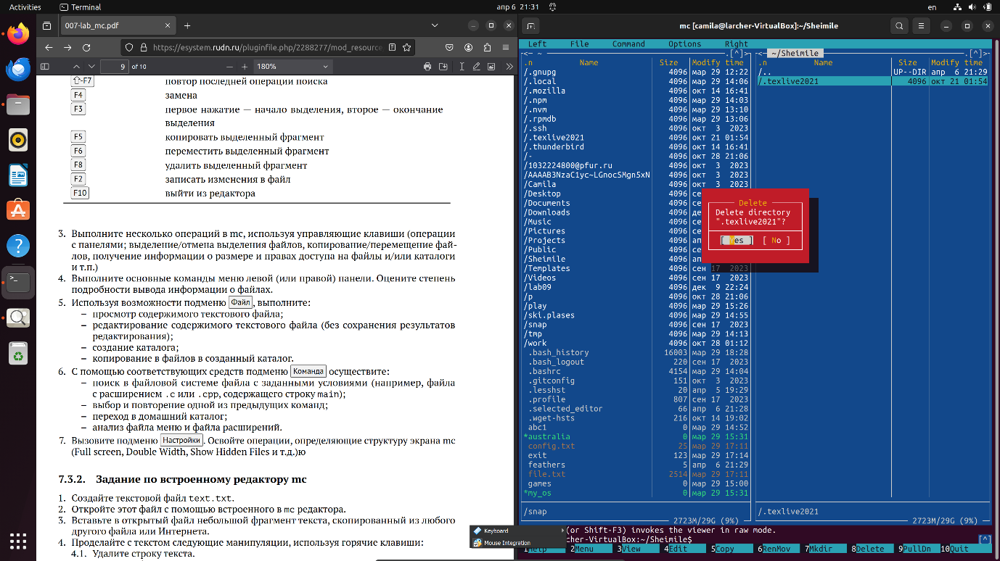 Activities
Terminal
апр 6 21:31
en
007-lab_mc.pdf
https://esystem.rudn.ru/pluginfile.php/2288277/mod_resource
9 of 10
180%
⇧-F7 повтор последней операции поиска
F4 замена
F3 первое нажатие — начало выделения, второе — окончание
выделения
F5 копировать выделенный фрагмент
F6 переместить выделенный фрагмент
F8 удалить выделенный фрагмент
F2 записать изменения в файл
F10 выйти из редактора
3. Выполните несколько операций в mc, используя управляющие клавиши (операции
с панелями; выделение/отмена выделения файлов, копирование/перемещение фай-
лов, получение информации о размере и правах доступа на файлы и/или каталоги
и т.п.)
4. Выполните основные команды меню левой (или правой) панели. Оцените степень
подробности вывода информации о файлах.
5. Используя возможности подменю Файл, выполните:
– просмотр содержимого текстового файла;
– редактирование содержимого текстового файла (без сохранения результатов
редактирования);
– создание каталога;
– копирование в файлов в созданный каталог.
6. С помощью соответствующих средств подменю Команда осуществите:
– поиск в файловой системе файла с заданными условиями (например, файла
с расширением .c или .cpp, содержащего строку main);
– выбор и повторение одной из предыдущих команд;
– переход в домашний каталог;
– анализ файла меню и файла расширений.
7. Вызовите подменю Настройки. Освойте операции, определяющие структуру экрана mc
(Full screen, Double Width, Show Hidden Files и т.д.)ю
7.3.2. Задание по встроенному редактору mc
1. Создайте текстовой файл text.txt.
2. Откройте этот файл с помощью встроенного в mc редактора.
3. Вставьте в открытый файл небольшой фрагмент текста, скопированный из любого
другого файла или Интернета.
4. Проделайте с текстом следующие манипуляции, используя горячие клавиши:
4.1. Удалите строку текста.
Keyboard
Mouse Integration
mc [camila@larcher-VirtualBox]:~/Sheimile
Left File Command Options Right
<— ~ .[^]>
.n Name Size Modify time
/.gnupg 4096 мар 29 12:22
/.local 4096 мар 29 14:06
/.mozilla 4096 окт 14 16:41
/.npm 4096 мар 29 14:03
/.nvm 4096 мар 29 13:10
/.rpmdb 4096 мар 29 13:06
/.ssh 4096 окт 3 2023
/.texlive2021 4096 окт 21 01:54
/.thunderbird 4096 окт 14 16:41
/- 4096 окт 28 21:06
/1032224800@pfur.ru 4096 окт 3 2023
/AAAAB3NzaC1yc~LGnocSMgn5xN 4096 окт 3 2023
/Camila 4096 окт 3 2023
/Desktop 4096 се
/Documents 4096 се
/Downloads 4096 де
/Music 4096 се
/Pictures 4096 се
/Projects 4096 ап
/Public 4096 се
/Sheimile 4096 ап
/Templates 4096 сен 17 2023
/Videos 4096 сен 17 2023
/lab09 4096 дек 9 22:24
/p 4096 окт 28 21:06
/play 4096 мар 29 15:26
/ski.plases 4096 мар 29 14:55
/snap 4096 сен 17 2023
/tmp 4096 мар 29 14:13
/work 4096 окт 28 01:12
.bash_history 16003 мар 29 18:28
.bash_logout 220 сен 17 2023
.bashrc 4154 мар 29 14:04
.gitconfig 151 окт 3 2023
.lesshst 20 апр 5 19:29
.profile 807 сен 17 2023
.selected_editor 66 апр 6 21:28
.wget-hsts 216 окт 14 19:02
abc1 0 мар 29 14:52
*australia 0 мар 29 15:31
config.txt 25 мар 29 17:11
exit 123 мар 29 17:14
feathers 5 апр 6 21:29
file.txt 2514 мар 29 17:11
games 0 мар 29 15:00
*my_os 0 мар 29 15:31
/snap
2723M/29G (9%)
<— ~/Sheimile .[^]>
.n Name Size Modify time
/.. UP--DIR апр 6 21:29
/.texlive2021 4096 окт 21 01:54
/.texlive2021
2723M/29G (9%)
Delete
Delete directory
".texlive2021"?
[ Yes ] [ No ]
(or Shift-F3) invokes the viewer in raw mode.
cher-VirtualBox:~/Sheimile$ [^]
1Help 2Menu 3View 4Edit 5Copy 6RenMov 7Mkdir 8Delete 9PullDn 10Quit